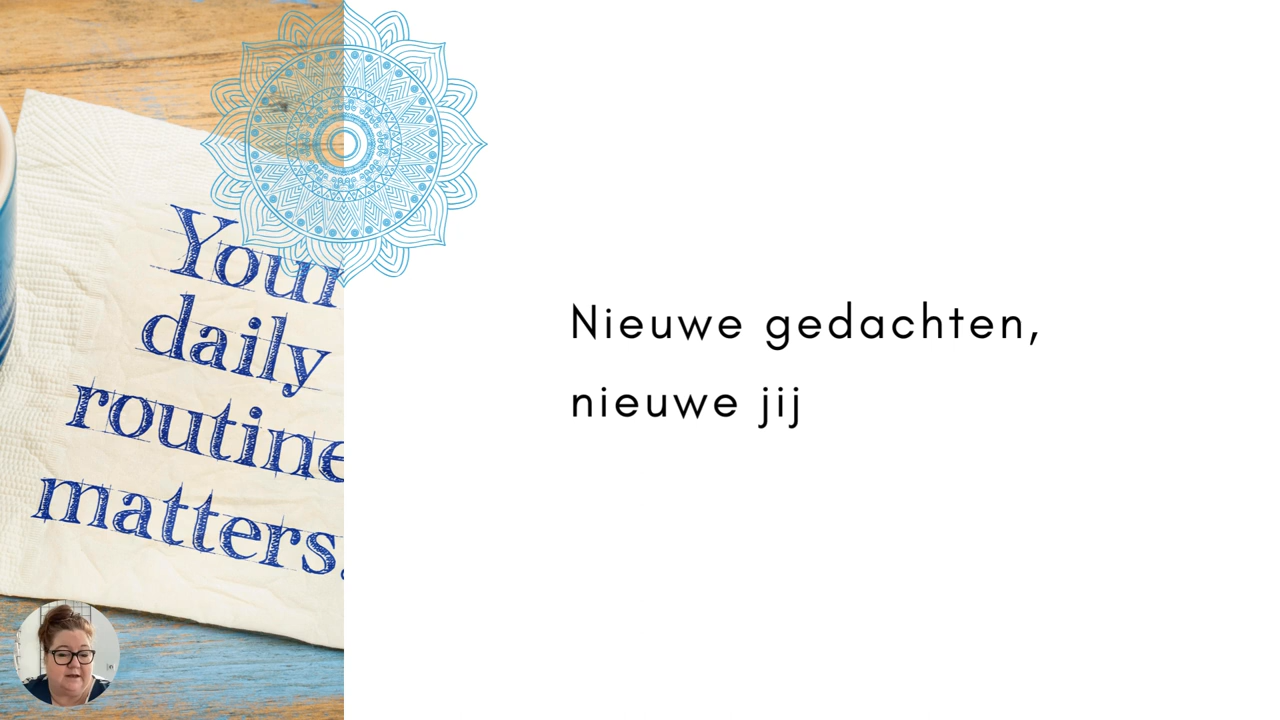 Your
daily
routine
matters.
Nieuwe gedachten,
nieuwe jij